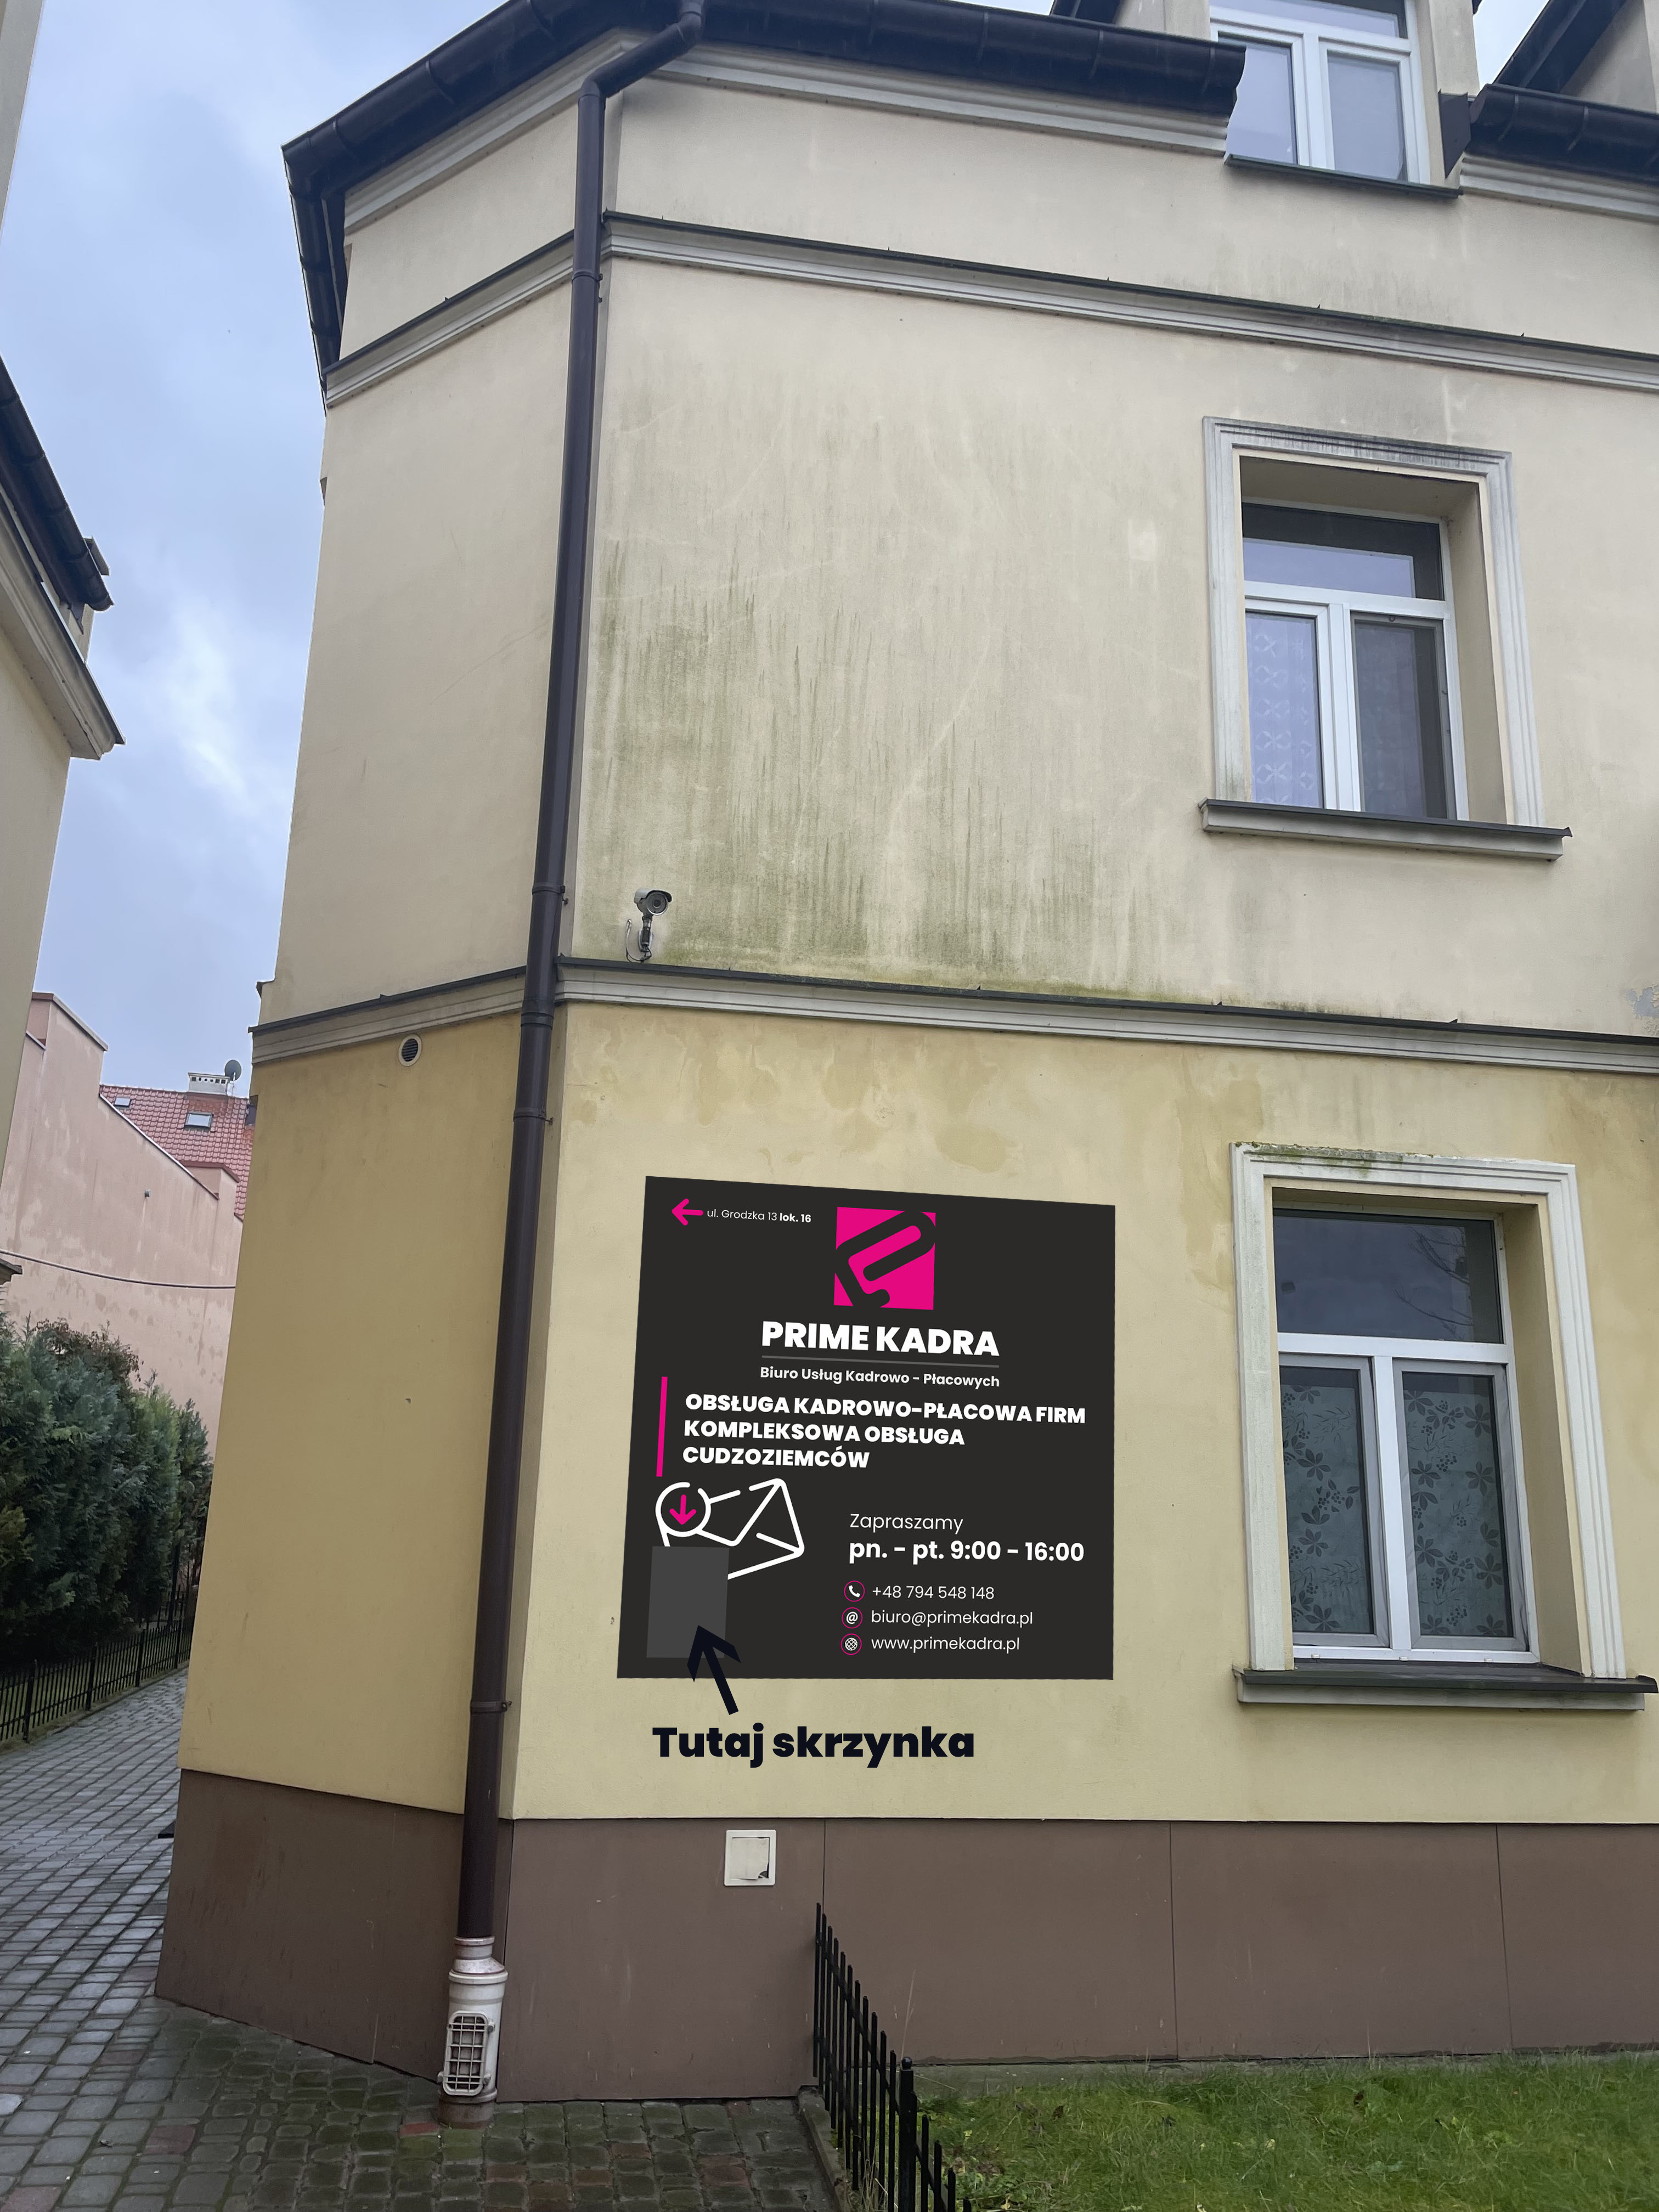 ul. Grodzka 13 lok. 16
PRIME KADRA
Biuro Usług Kadrowo - Płacowych
OBSŁUGA KADROWO-PŁACOWA FIRM
KOMPLEKSOWA OBSŁUGA
CUDZOZIEMCÓW
Zapraszamy
pn. - pt. 9:00 - 16:00
+48 794 548 148
@ biuro@primekadra.pl
www.primekadra.pl
Tutaj skrzynka